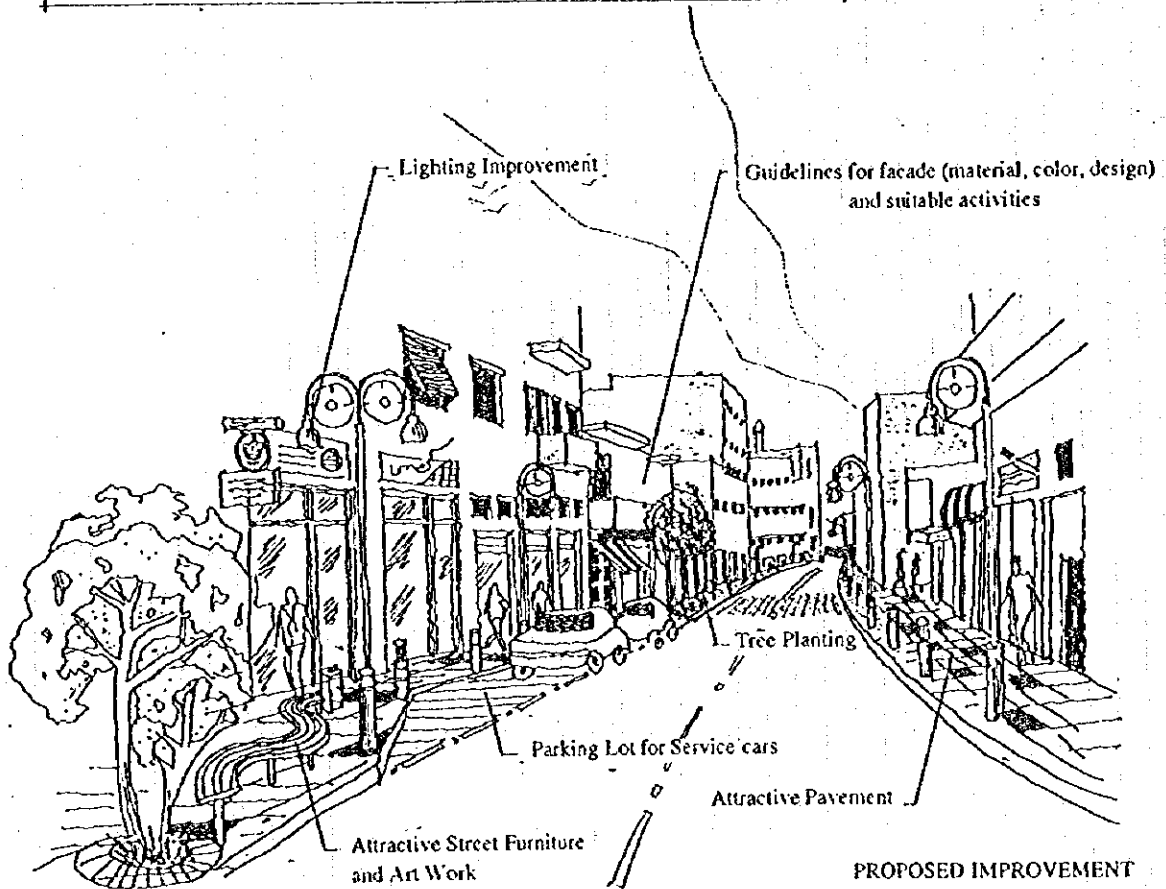 Lighting Improvement
Guidelines for facade (material, color, design)
and suitable activities
Tree Planting
Parking Lot for Service cars
Attractive Pavement
Attractive Street Furniture
and Art Work
PROPOSED IMPROVEMENT